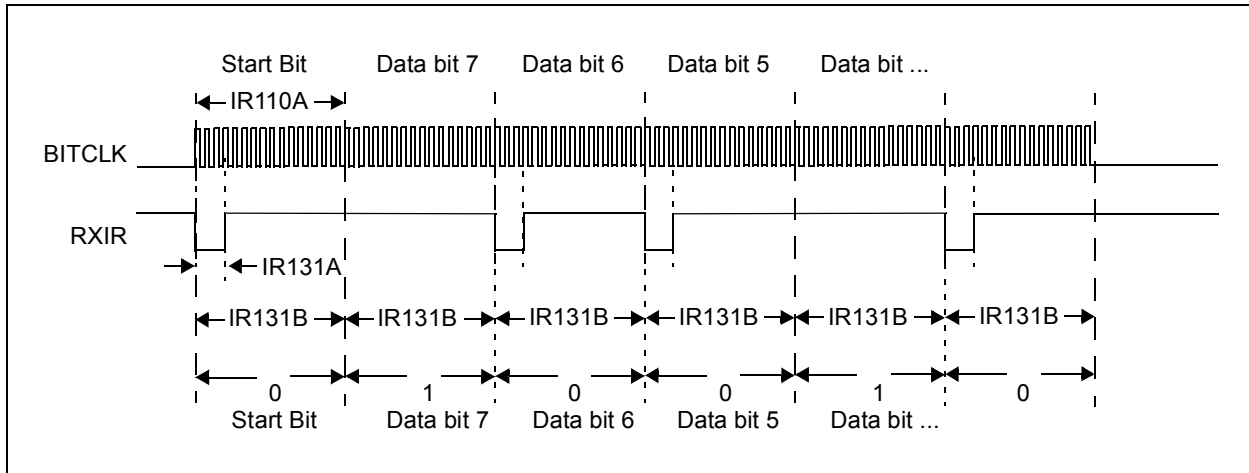 Start Bit Data bit 7 Data bit 6 Data bit 5 Data bit ...
IR110A
BITCLK
RXIR
IR131A
IR131B IR131B IR131B IR131B IR131B IR131B
0 1 0 0 1 0
Start Bit Data bit 7 Data bit 6 Data bit 5 Data bit ...